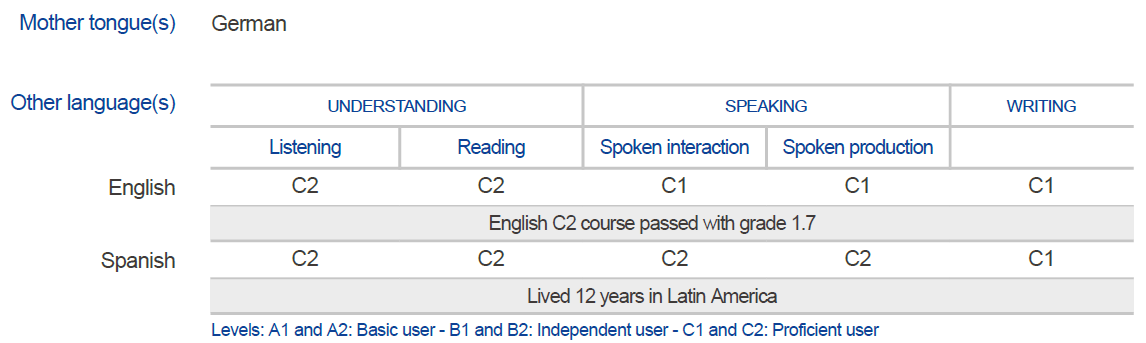 Mother tongue(s) German
Other language(s) UNDERSTANDING SPEAKING WRITING
Listening Reading Spoken interaction Spoken production
English C2 C2 C1 C1 C1
English C2 course passed with grade 1.7
Spanish C2 C2 C2 C2 C1
Lived 12 years in Latin America
Levels: A1 and A2: Basic user - B1 and B2: Independent user - C1 and C2: Proficient user